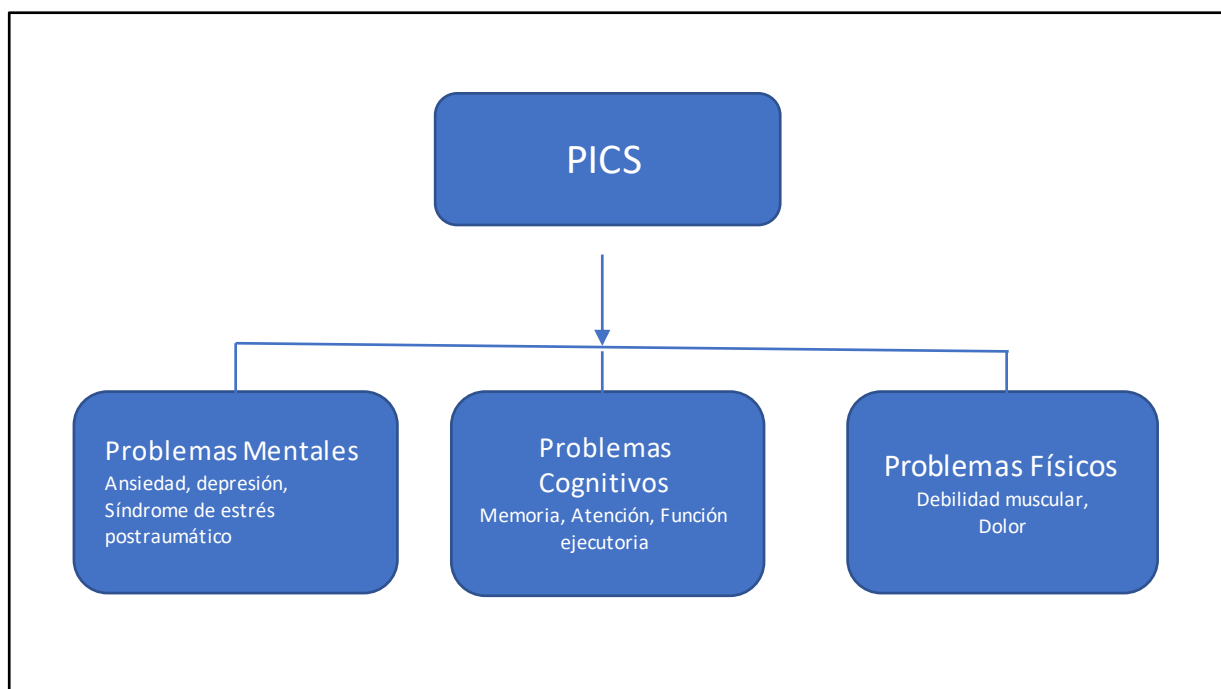 PICS
Problemas Mentales
Ansiedad, depresión,
Síndrome de estrés
postraumático
Problemas
Cognitivos
Memoria, Atención, Función
ejecutoria
Problemas Físicos
Debilidad muscular,
Dolor